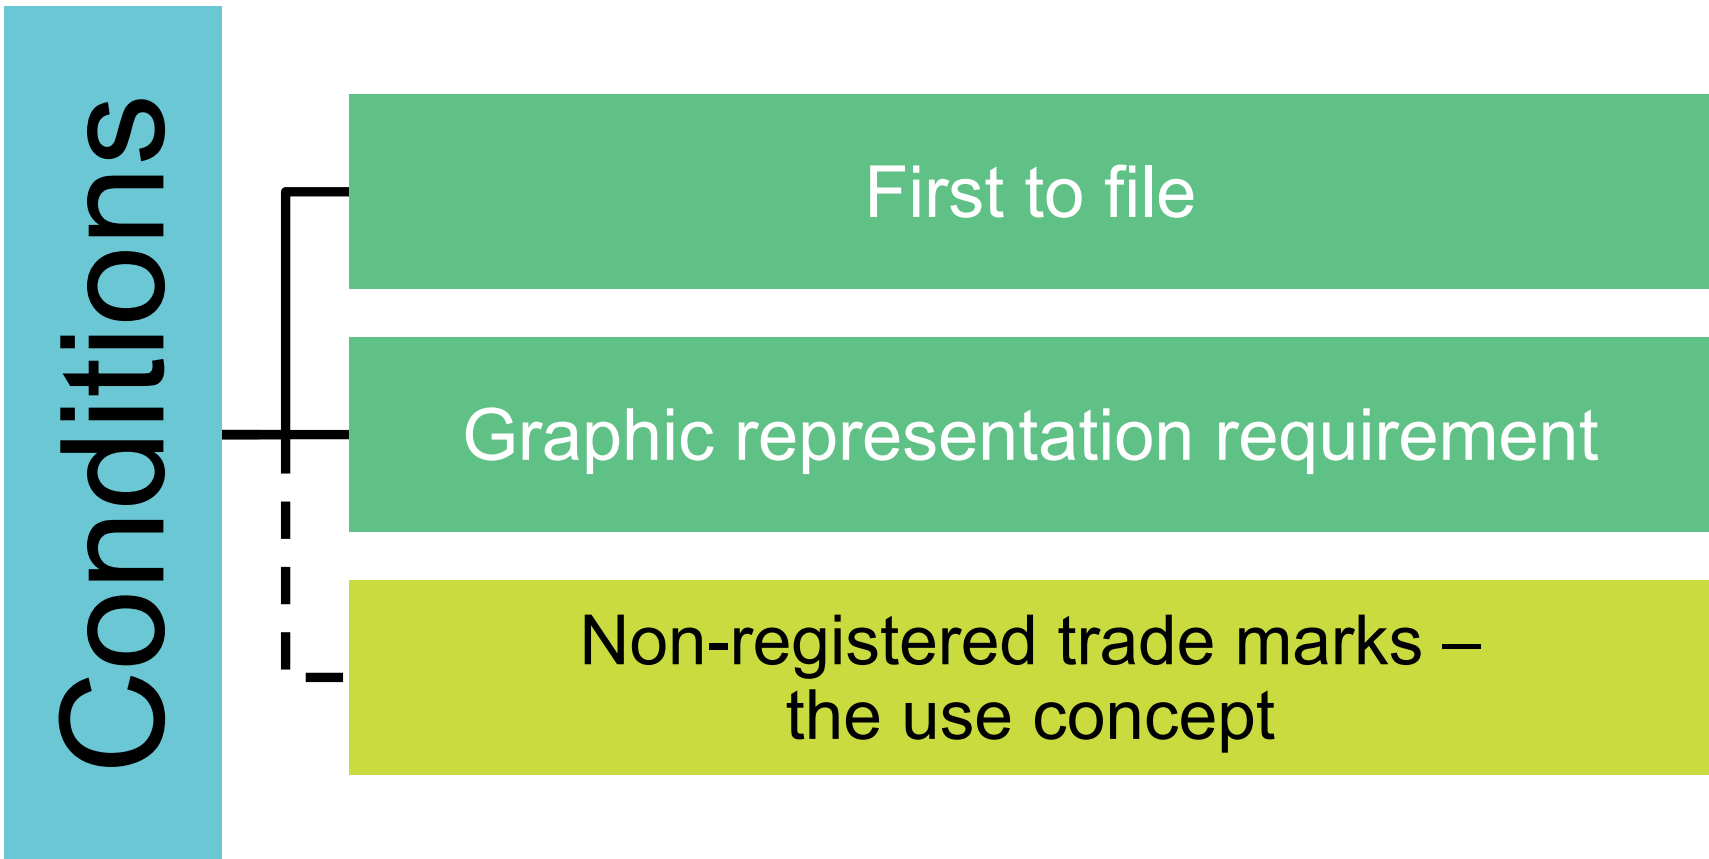 Conditions
First to file
Graphic representation requirement
Non-registered trade marks –
the use concept